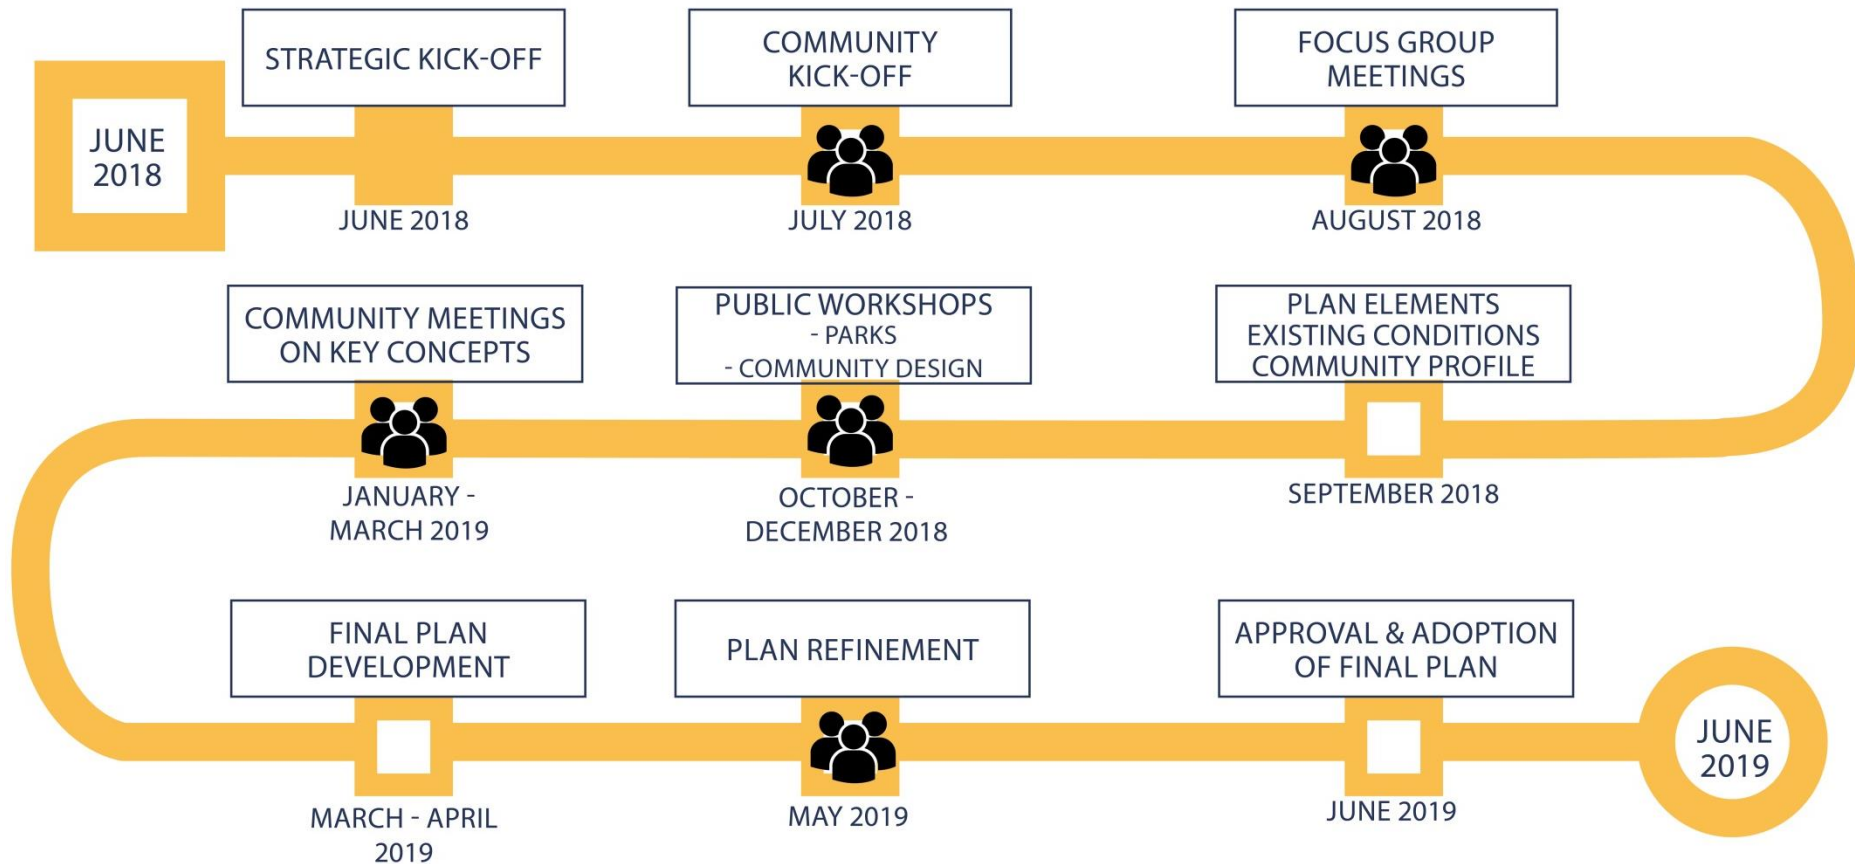 JUNE
2018
STRATEGIC KICK-OFF
JUNE 2018
COMMUNITY
KICK-OFF
JULY 2018
FOCUS GROUP
MEETINGS
AUGUST 2018
PLAN ELEMENTS
EXISTING CONDITIONS
COMMUNITY PROFILE
SEPTEMBER 2018
PUBLIC WORKSHOPS
- PARKS
- COMMUNITY DESIGN
OCTOBER -
DECEMBER 2018
COMMUNITY MEETINGS
ON KEY CONCEPTS
JANUARY -
MARCH 2019
FINAL PLAN
DEVELOPMENT
MARCH - APRIL
2019
PLAN REFINEMENT
MAY 2019
APPROVAL & ADOPTION
OF FINAL PLAN
JUNE 2019
JUNE
2019